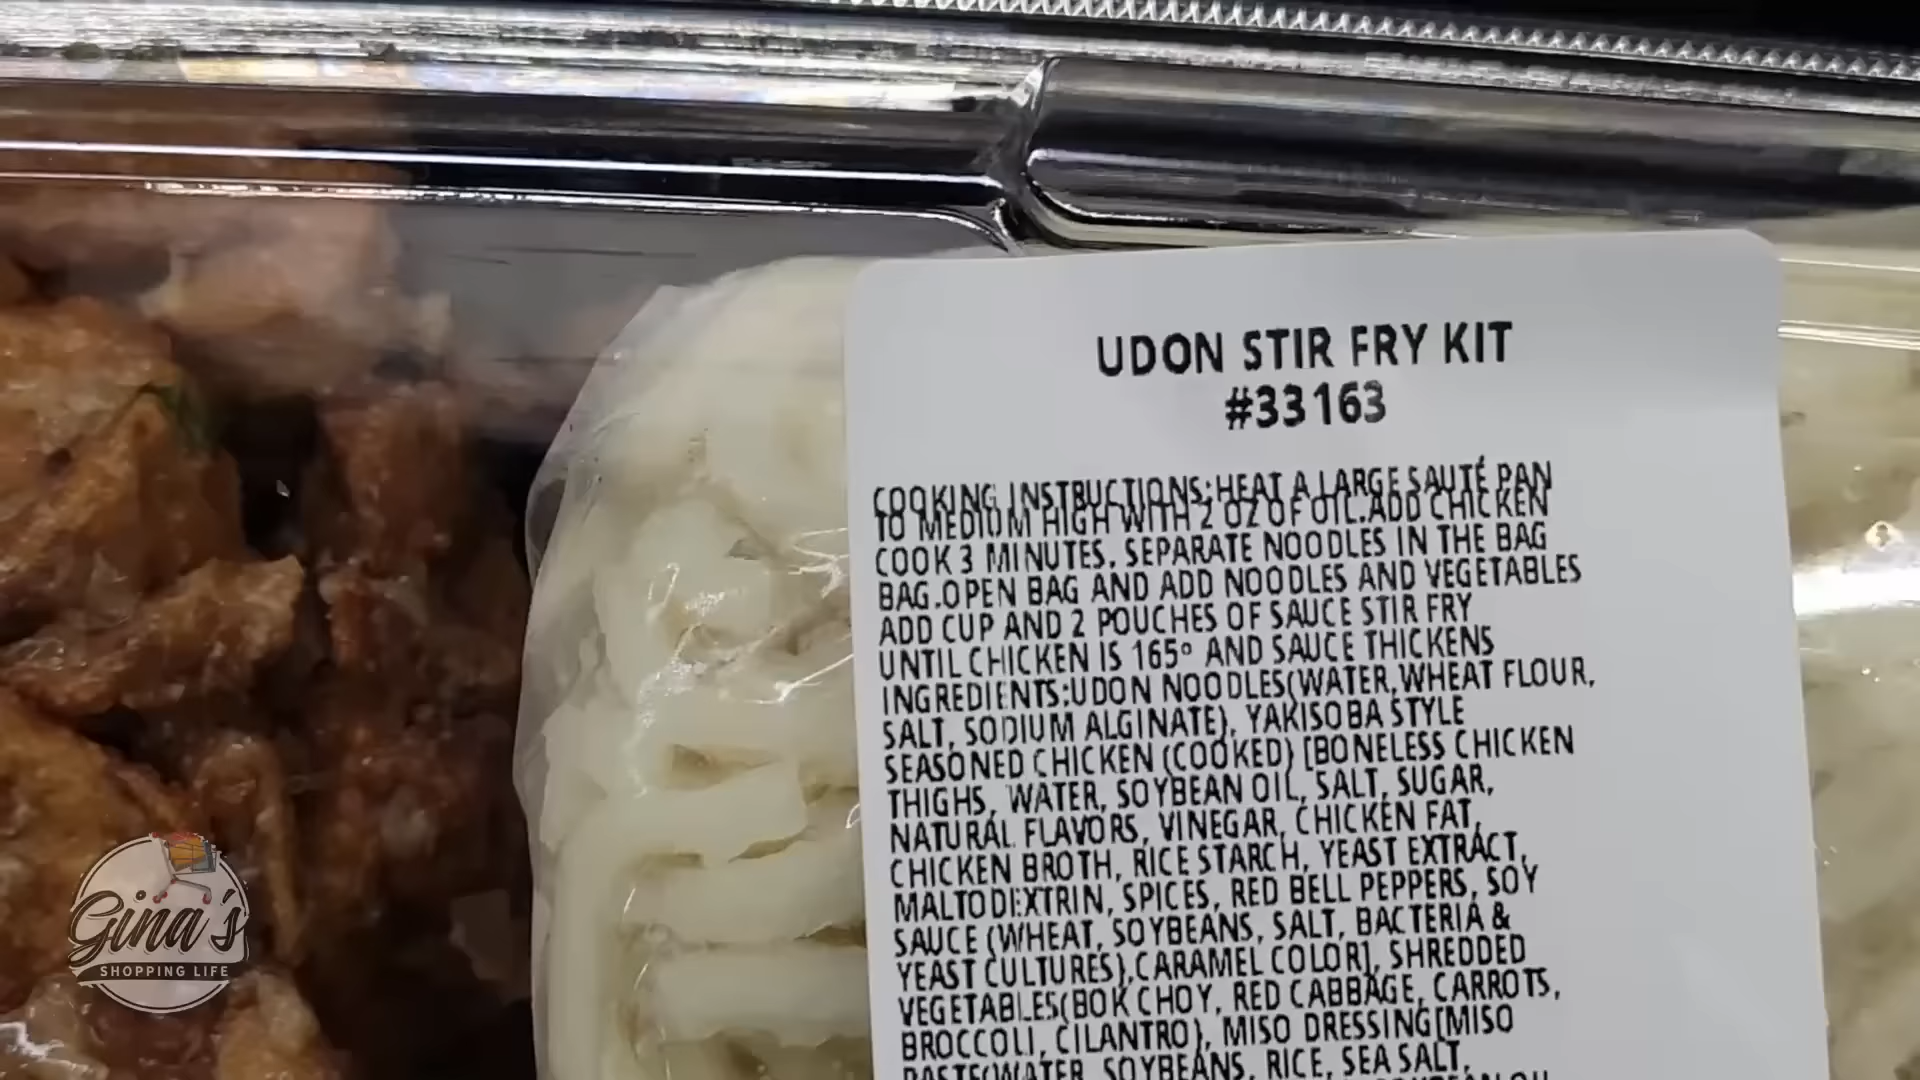 UDON STIR FRY KIT
#33163
COOKING INSTRUCTIONS:HEAT A LARGE SAUTÉ PAN
TO MEDIUM HIGH WITH 2 OZ OF OIL.ADD CHICKEN
COOK 3 MINUTES. SEPARATE NOODLES IN THE BAG
BAG.OPEN BAG AND ADD NOODLES AND VEGETABLES
ADD CUP AND 2 POUCHES OF SAUCE STIR FRY
UNTIL CHICKEN IS 165° AND SAUCE THICKENS
INGREDIENTS:UDON NOODLES(WATER,WHEAT FLOUR,
SALT, SODIUM ALGINATE), YAKISOBA STYLE
SEASONED CHICKEN (COOKED) [BONELESS CHICKEN
THIGHS, WATER, SOYBEAN OIL, SALT, SUGAR,
NATURAL FLAVORS, VINEGAR, CHICKEN FAT,
CHICKEN BROTH, RICE STARCH, YEAST EXTRACT,
MALTODEXTRIN, SPICES, RED BELL PEPPERS, SOY
SAUCE (WHEAT, SOYBEANS, SALT, BACTERIA &
YEAST CULTURES),CARAMEL COLOR], SHREDDED
VEGETABLES(BOK CHOY, RED CABBAGE, CARROTS,
BROCCOLI, CILANTRO), MISO DRESSING[MISO
PASTE(WATER, SOYBEANS, RICE, SEA SALT,
Gina's
SHOPPING LIFE